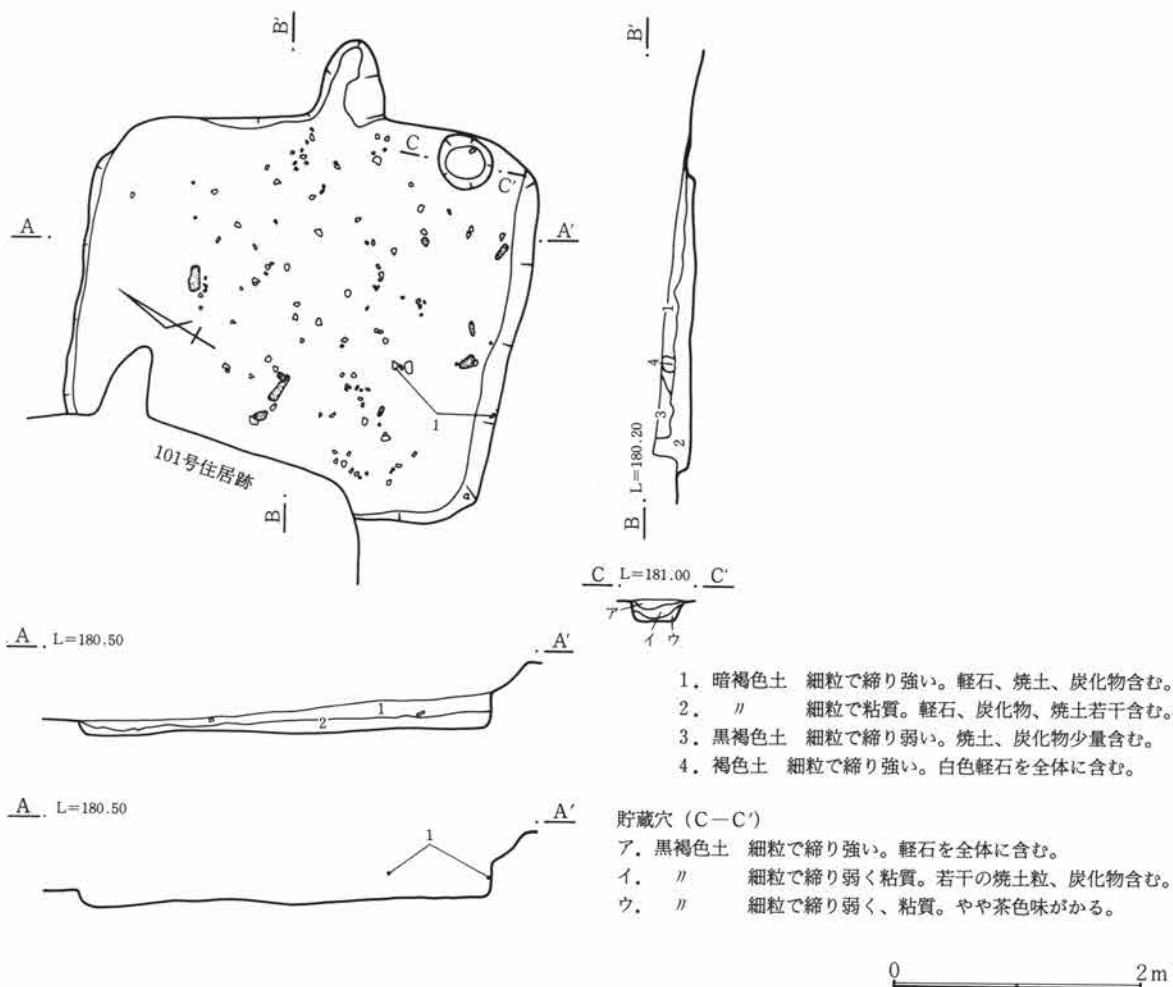 B'
B'
C
C'
A
A'
1
4
3
2
1
101号住居跡
B
B
L=180.20
C L=181.00 C'
ア
イ ウ
A L=180.50 A'
1
2
A L=180.50 A'
1
1. 暗褐色土 細粒で締り強い。軽石、焼土、炭化物含む。
2. 〃 細粒で粘質。軽石、炭化物、焼土若干含む。
3. 黒褐色土 細粒で締り弱い。焼土、炭化物少量含む。
4. 褐色土 細粒で締り強い。白色軽石を全体に含む。
貯蔵穴（C－C'）
ア. 黒褐色土 細粒で締り強い。軽石を全体に含む。
イ. 〃 細粒で締り弱く粘質。若干の焼土粒、炭化物含む。
ウ. 〃 細粒で締り弱く、粘質。やや茶色味がかる。
0 2m